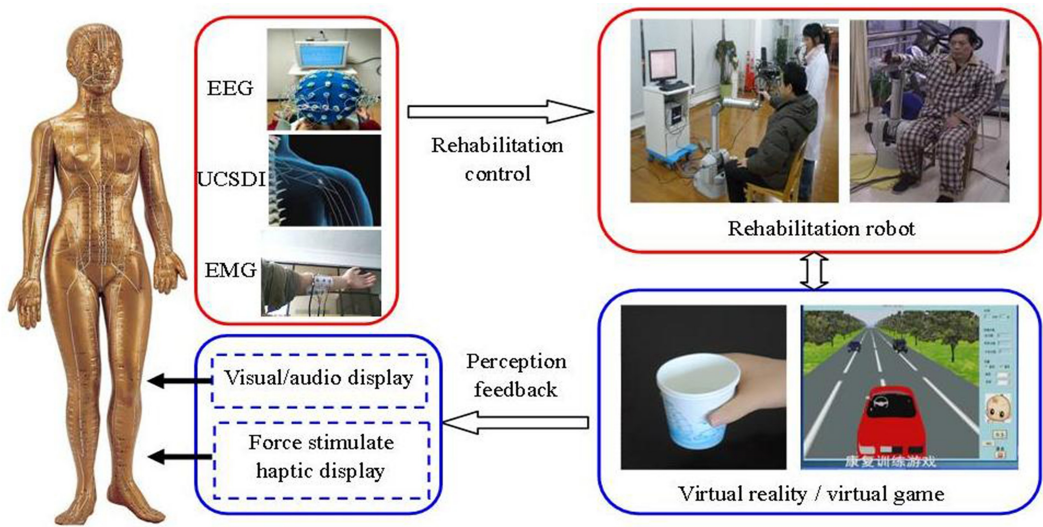 EEG
UCSDI
EMG
Rehabilitation
control
Rehabilitation robot
Visual/audio display
Force stimulate
haptic display
Perception
feedback
康复训练游戏
Virtual reality / virtual game